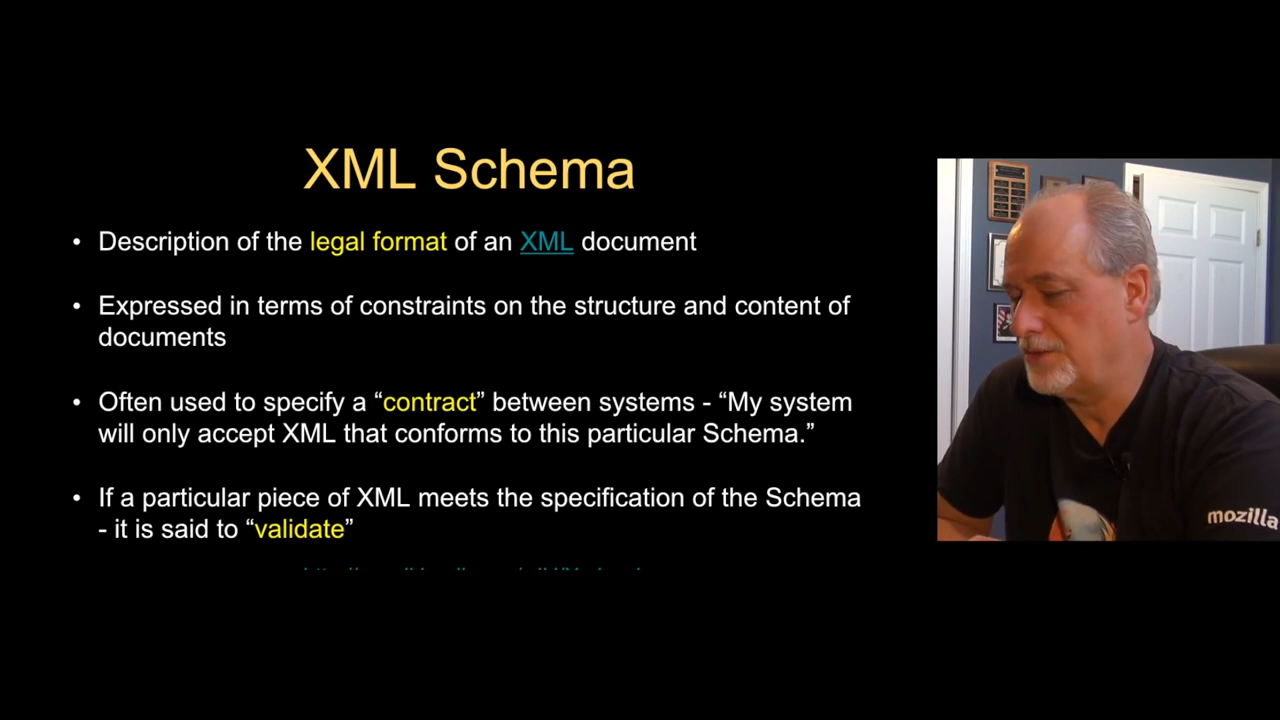 XML Schema
• Description of the legal format of an XML document
• Expressed in terms of constraints on the structure and content of
documents
• Often used to specify a “contract” between systems - “My system
will only accept XML that conforms to this particular Schema.”
• If a particular piece of XML meets the specification of the Schema
- it is said to “validate”
mozilla